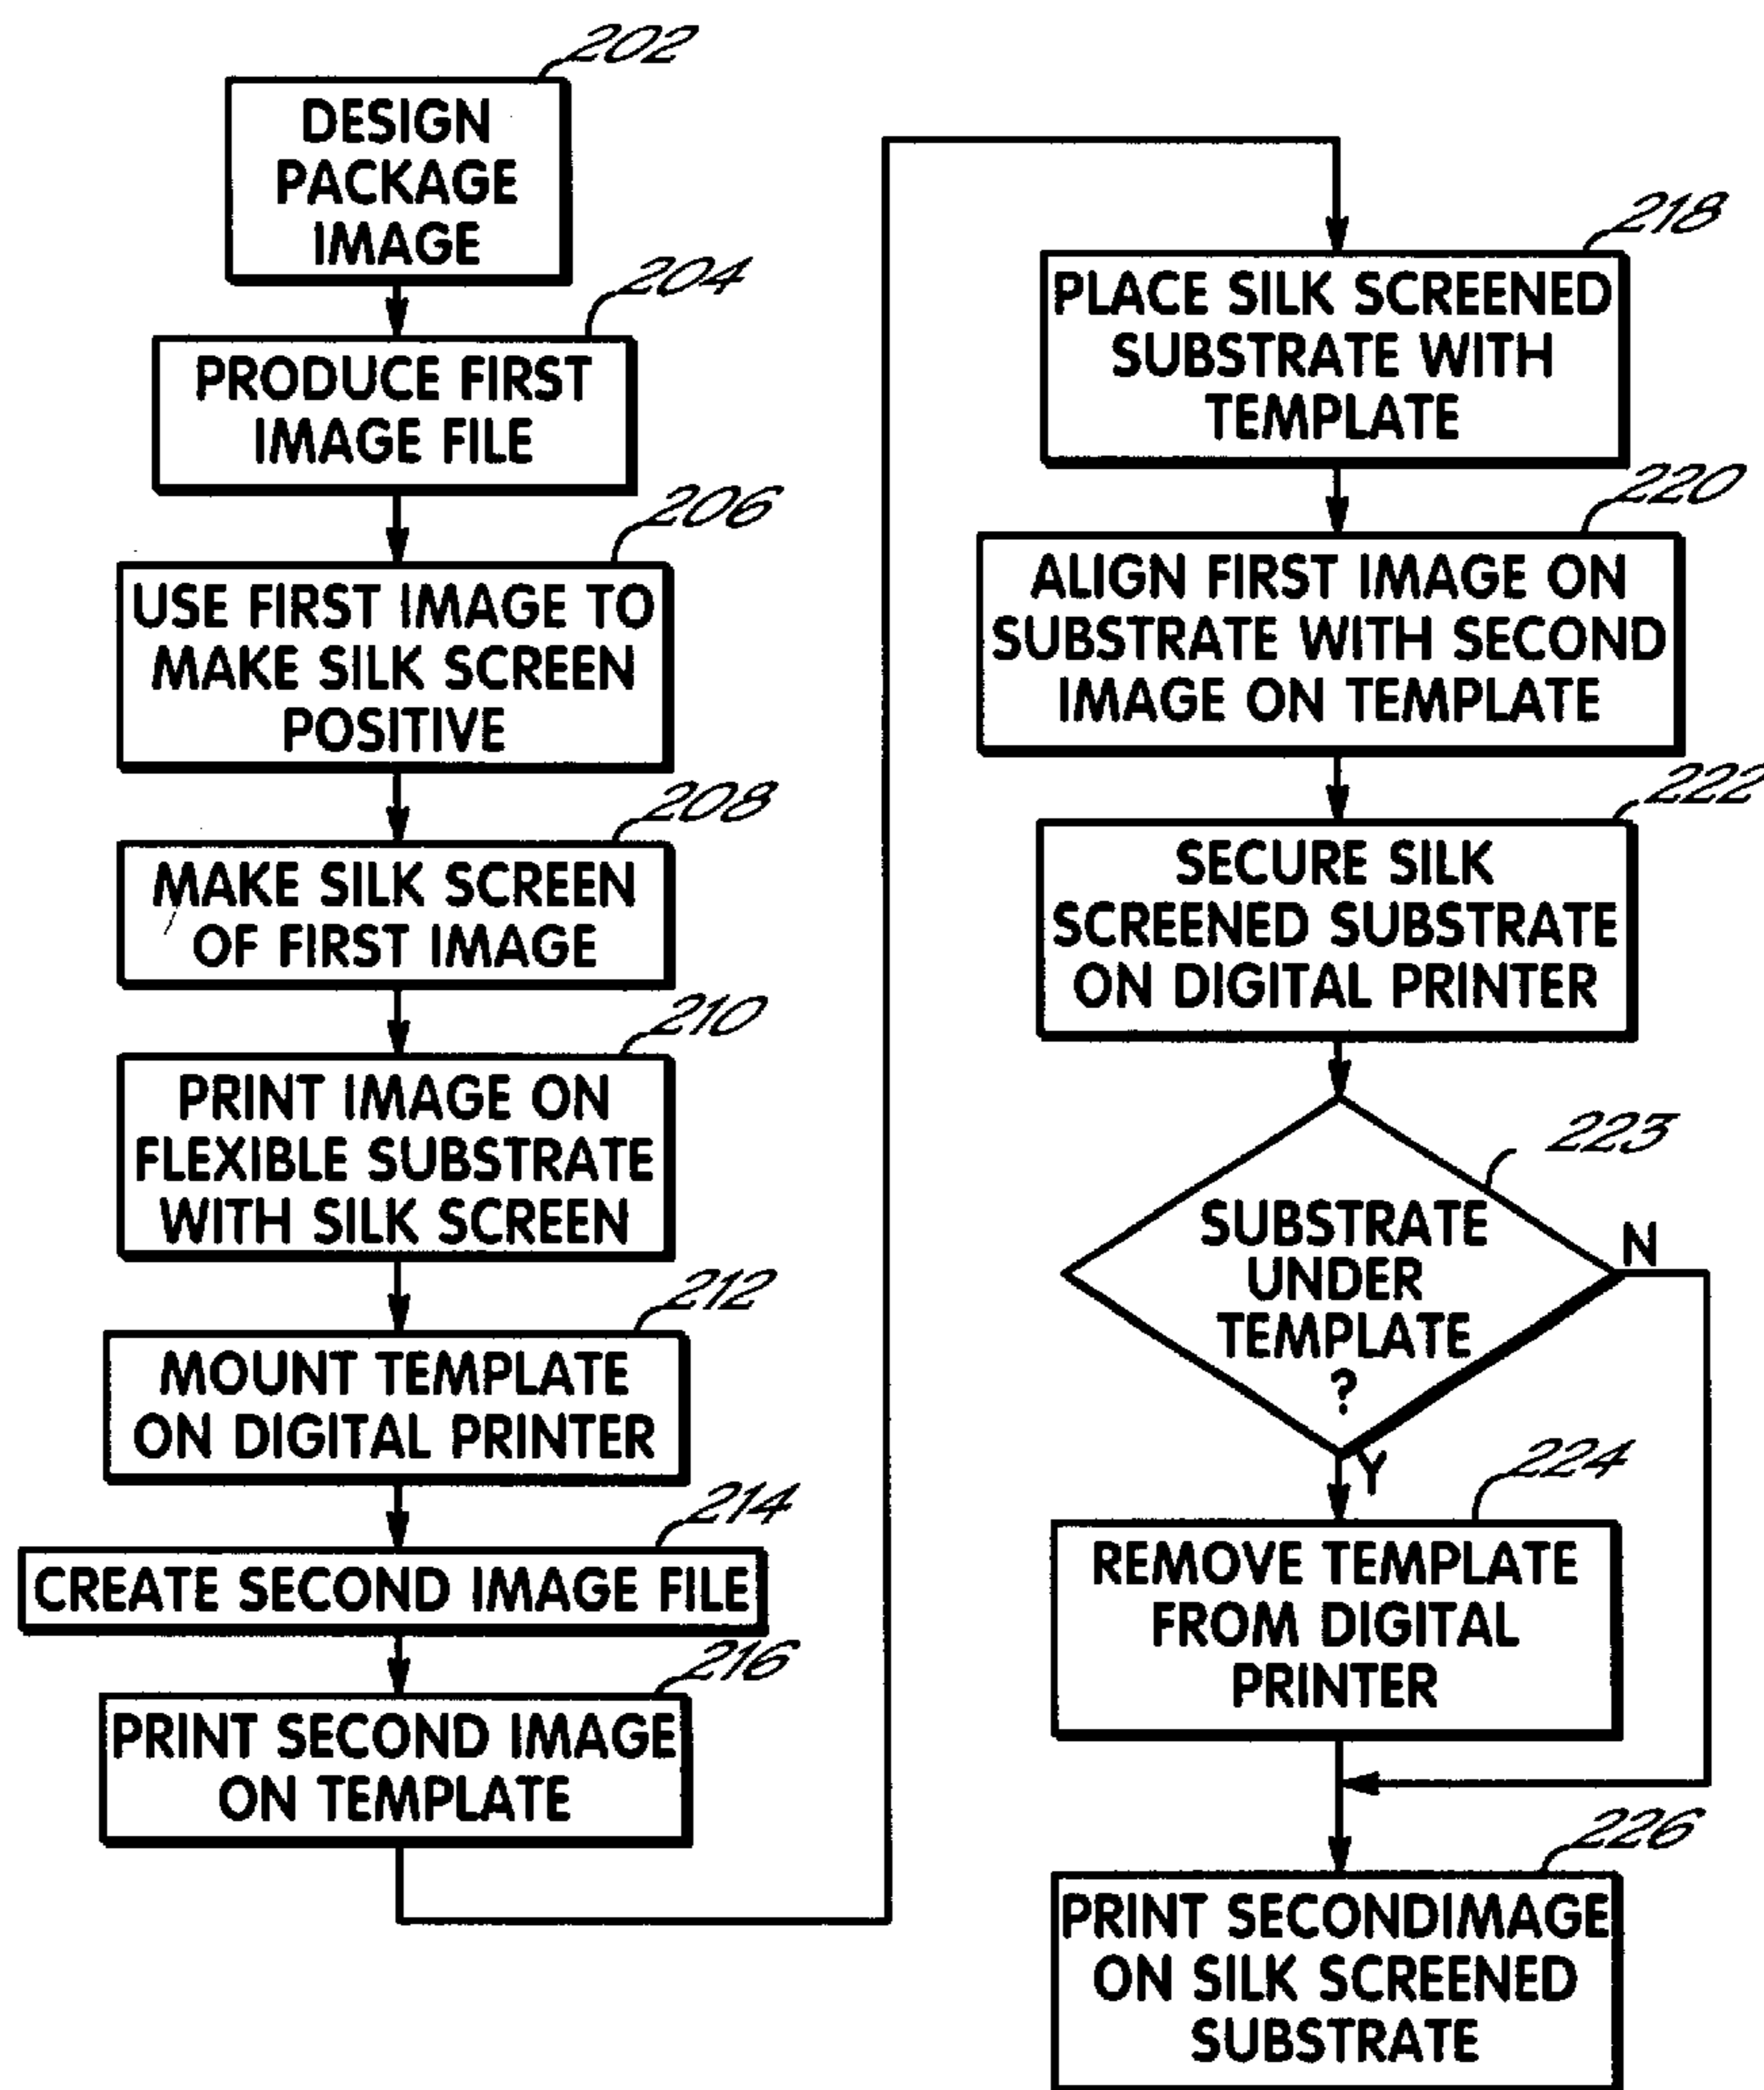 202
DESIGN
PACKAGE
IMAGE
204
PRODUCE FIRST
IMAGE FILE
206
USE FIRST IMAGE TO
MAKE SILK SCREEN
POSITIVE
208
MAKE SILK SCREEN
OF FIRST IMAGE
210
PRINT IMAGE ON
FLEXIBLE SUBSTRATE
WITH SILK SCREEN
212
MOUNT TEMPLATE
ON DIGITAL PRINTER
214
CREATE SECOND IMAGE FILE
216
PRINT SECOND IMAGE
ON TEMPLATE
218
PLACE SILK SCREENED
SUBSTRATE WITH
TEMPLATE
220
ALIGN FIRST IMAGE ON
SUBSTRATE WITH SECOND
IMAGE ON TEMPLATE
222
SECURE SILK
SCREENED SUBSTRATE
ON DIGITAL PRINTER
223
SUBSTRATE
UNDER
TEMPLATE
?
N
Y
224
REMOVE TEMPLATE
FROM DIGITAL
PRINTER
226
PRINT SECONDIMAGE
ON SILK SCREENED
SUBSTRATE